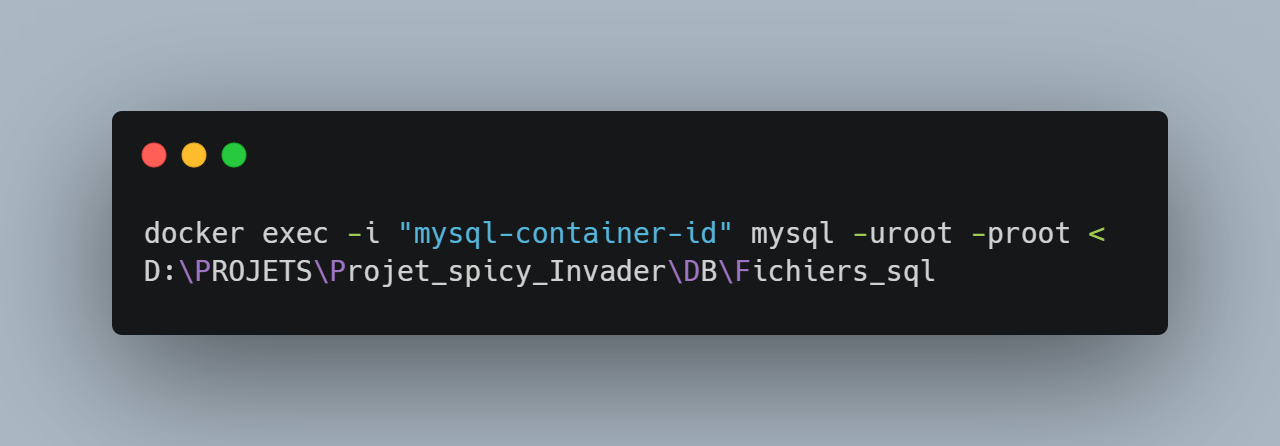 docker exec -i "mysql-container-id" mysql -uroot -proot <
D:\PROJETS\Projet_spicy_Invader\DB\Fichiers_sql